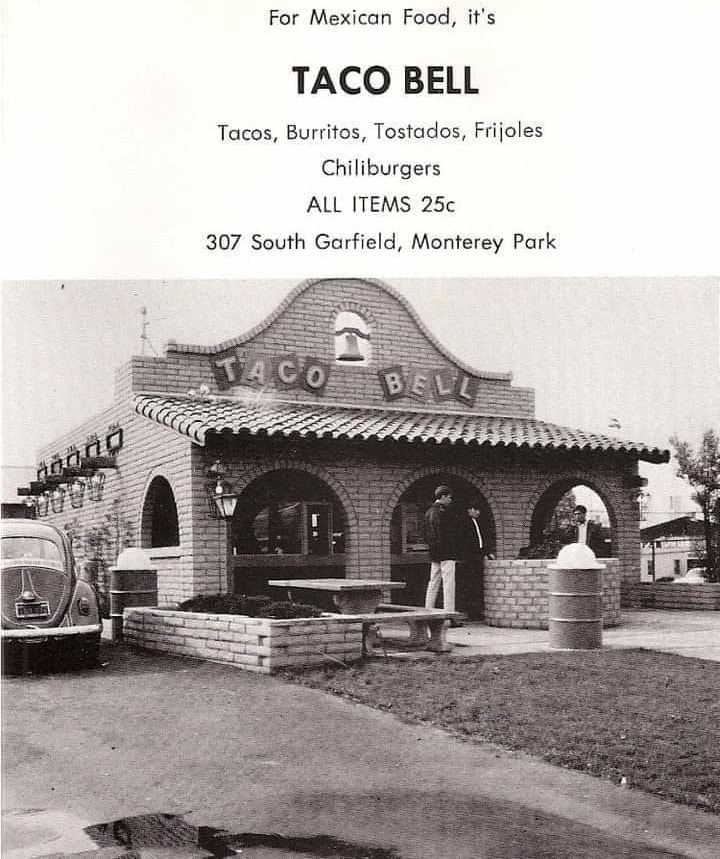 For Mexican Food, it's
TACO BELL
Tacos, Burritos, Tostados, Frijoles
Chiliburgers
ALL ITEMS 25c
307 South Garfield, Monterey Park
TACO BELL